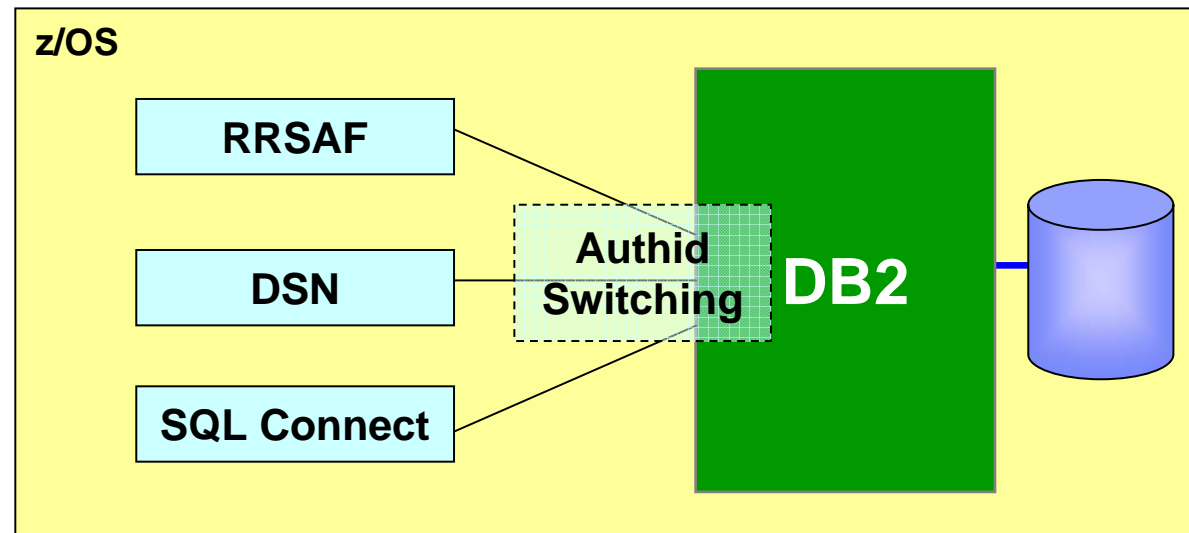 z/OS
RRSAF
DSN
SQL Connect
Authid
Switching
DB2